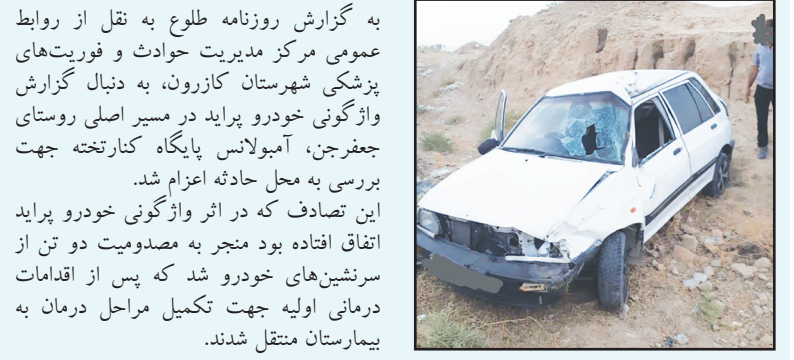 به گزارش روزنامه طلوع به نقل از روابط
عمومی مرکز مدیریت حوادث و فوریت‌های
پزشکی شهرستان کازرون، به دنبال گزارش
واژگونی خودرو پراید در مسیر اصلی روستای
جعفرجن، آمبولانس پایگاه کنارتخته جهت
بررسی به محل حادثه اعزام شد.
این تصادف که در اثر واژگونی خودرو پراید
اتفاق افتاده بود منجر به مصدومیت دو تن از
سرنشین‌های خودرو شد که پس از اقدامات
درمانی اولیه جهت تکمیل مراحل درمان به
بیمارستان منتقل شدند.